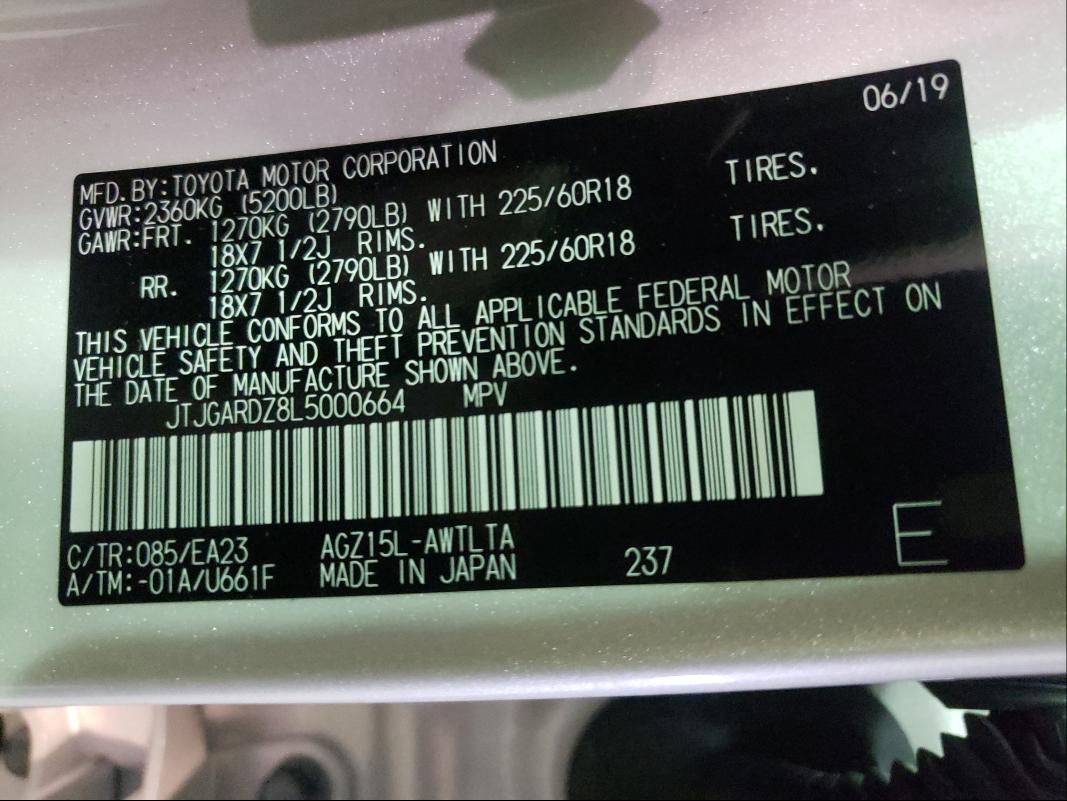 06/19
MFD.BY:TOYOTA MOTOR CORPORATION
GVWR:2360KG (5200LB)
GAWR:FRT. 1270KG (2790LB) WITH 225/60R18 TIRES.
18X7 1/2J RIMS.
RR. 1270KG (2790LB) WITH 225/60R18 TIRES.
18X7 1/2J RIMS.
THIS VEHICLE CONFORMS TO ALL APPLICABLE FEDERAL MOTOR
VEHICLE SAFETY AND THEFT PREVENTION STANDARDS IN EFFECT ON
THE DATE OF MANUFACTURE SHOWN ABOVE.
JTJGARDZ8L5000664 MPV
C/TR:085/EA23 AGZ15L-AWTLTA
A/TM:-01A/U661F MADE IN JAPAN 237 E